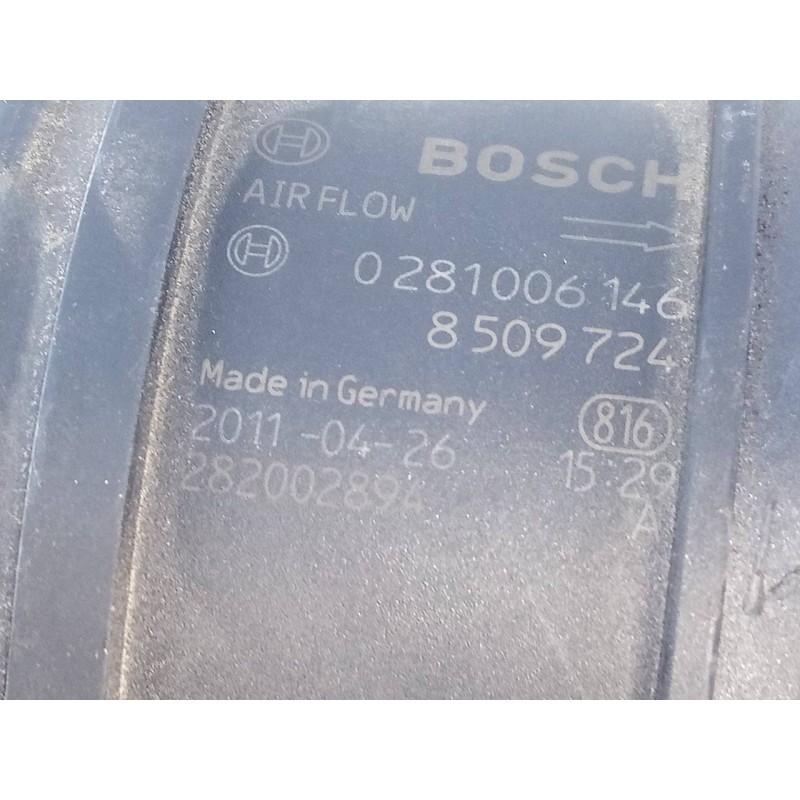 BOSCH
AIR FLOW
0 281 006 146
8 509 724
Made in Germany
816
2011-04-26 15:29
282002894 A